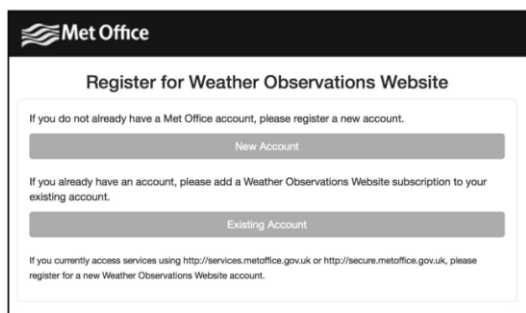 Met Office
Register for Weather Observations Website
If you do not already have a Met Office account, please register a new account.
New Account
If you already have an account, please add a Weather Observations Website subscription to your
existing account.
Existing Account
If you currently access services using http://services.metoffice.gov.uk or http://secure.metoffice.gov.uk, please
register for a new Weather Observations Website account.